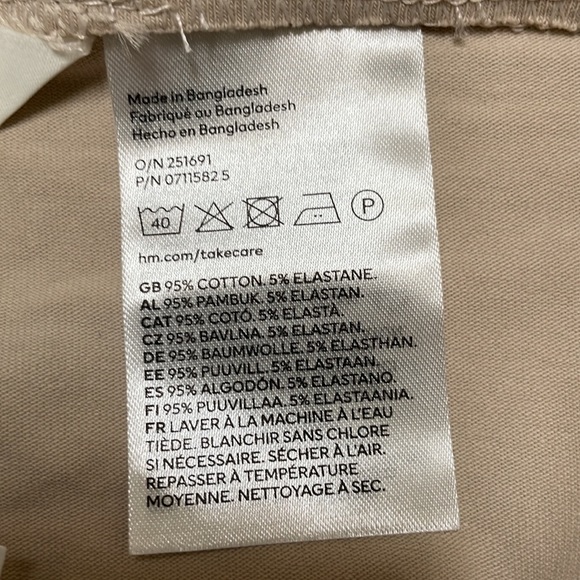 Made in Bangladesh
Fabriqué au Bangladesh
Hecho en Bangladesh
O/N 251691
P/N 0711582 5
40 P
hm.com/takecare
GB 95% COTTON. 5% ELASTANE.
AL 95% PAMBUK. 5% ELASTAN.
CAT 95% COTÓ. 5% ELASTÀ.
CZ 95% BAVLNA. 5% ELASTAN.
DE 95% BAUMWOLLE. 5% ELASTHAN.
EE 95% PUUVILL. 5% ELASTAAN.
ES 95% ALGODÓN. 5% ELASTANO.
FI 95% PUUVILLAA. 5% ELASTAANIA.
FR LAVER À LA MACHINE À L'EAU
TIÈDE. BLANCHIR SANS CHLORE
SI NÉCESSAIRE. SÉCHER À L'AIR.
REPASSER À TEMPÉRATURE
MOYENNE. NETTOYAGE À SEC.